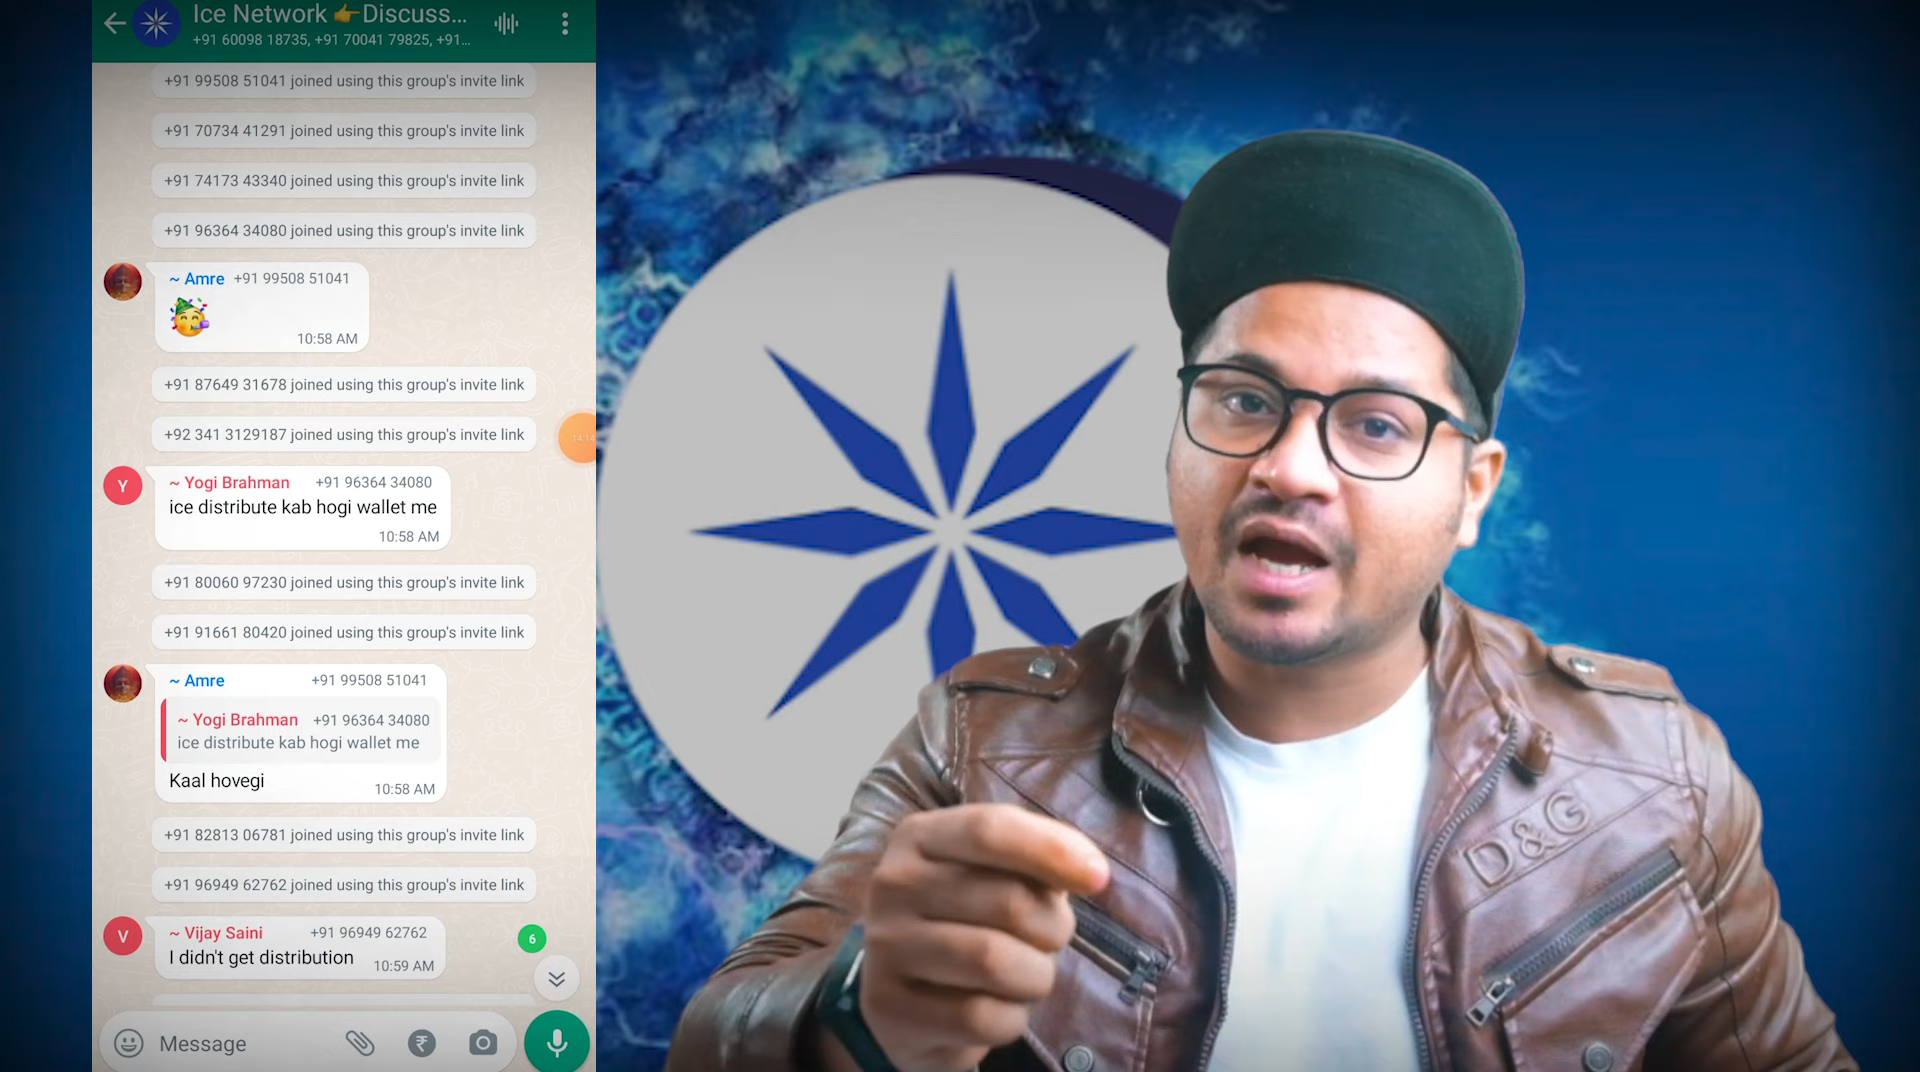 Ice Network 👉Discuss...
+91 60098 18735, +91 70041 79825, +91...
+91 99508 51041 joined using this group's invite link
+91 70734 41291 joined using this group's invite link
+91 74173 43340 joined using this group's invite link
+91 96364 34080 joined using this group's invite link
~ Amre +91 99508 51041
🥳
10:58 AM
+91 87649 31678 joined using this group's invite link
+92 341 3129187 joined using this group's invite link
14:14
Y
~ Yogi Brahman +91 96364 34080
ice distribute kab hogi wallet me
10:58 AM
+91 80060 97230 joined using this group's invite link
+91 91661 80420 joined using this group's invite link
~ Amre +91 99508 51041
~ Yogi Brahman +91 96364 34080
ice distribute kab hogi wallet me
Kaal hovegi 10:58 AM
+91 82813 06781 joined using this group's invite link
+91 96949 62762 joined using this group's invite link
V
~ Vijay Saini +91 96949 62762
I didn't get distribution 10:59 AM
6
Message
₹
D&G